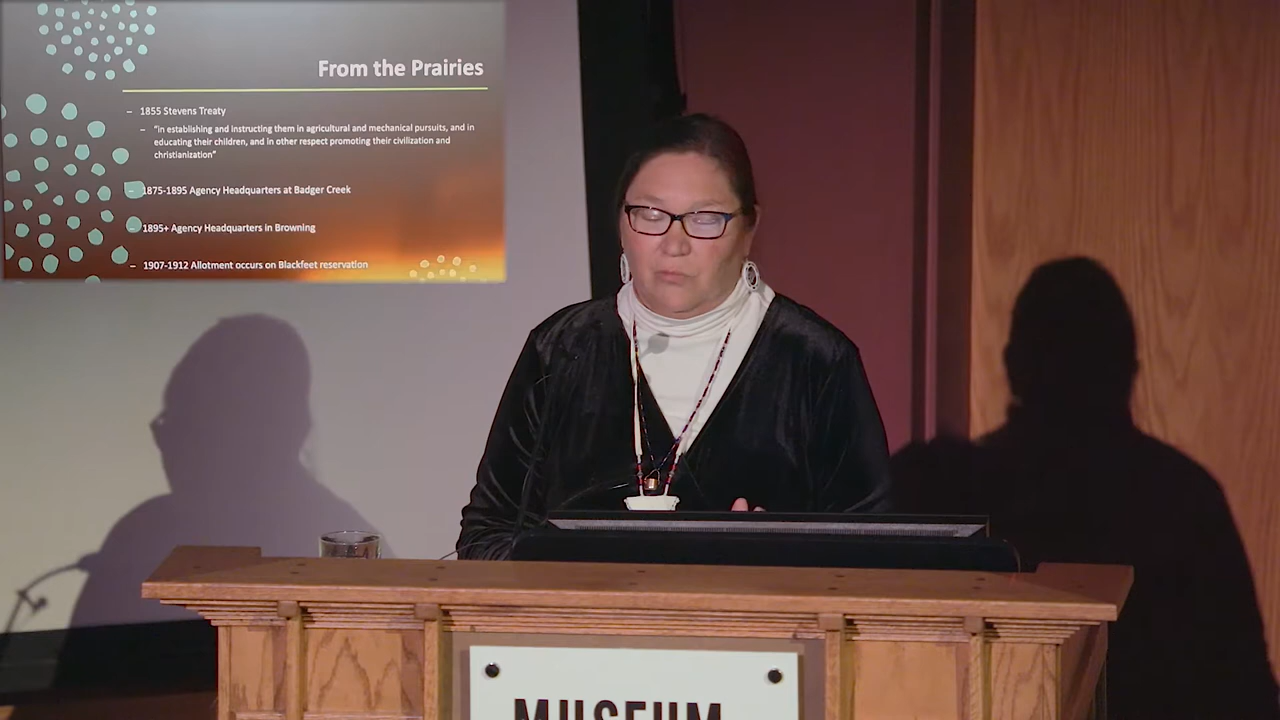 From the Prairies
– 1855 Stevens Treaty
– "in establishing and instructing them in agricultural and mechanical pursuits, and in
educating their children, and in other respect promoting their civilization and
christianization"
– 1875-1895 Agency Headquarters at Badger Creek
– 1895+ Agency Headquarters in Browning
– 1907-1912 Allotment occurs on Blackfeet reservation
MUSEUM